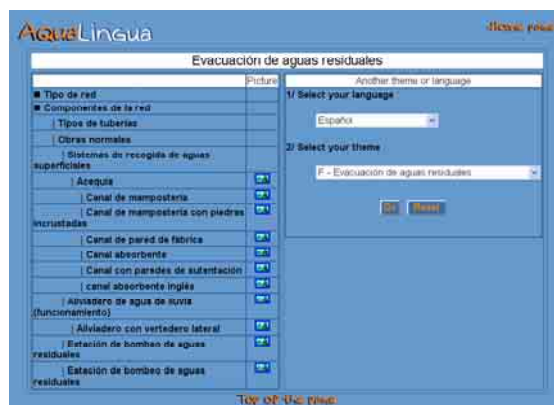 AquaLingua
Home page
Evacuación de aguas residuales
Picture
Another theme or language
■ Tipo de red
■ Componentes de la red
| Tipos de tuberías
| Obras normales
| Sistemas de recogida de aguas
superficiales
| Acequia
| Canal de mampostería
| Canal de mampostería con piedras
incrustadas
| Canal de pared de fábrica
| Canal absorbente
| Canal con paredes de sutentación
| canal absorbente inglés
| Aliviadero de agua de lluvia
(funcionamiento)
| Aliviadero con vertedero lateral
| Estación de bombeo de aguas
residuales
| Estación de bombeo de aguas
residuales
1/ Select your language
Español
2/ Select your theme
F - Evacuación de aguas residuales
Go Reset
Top of the page